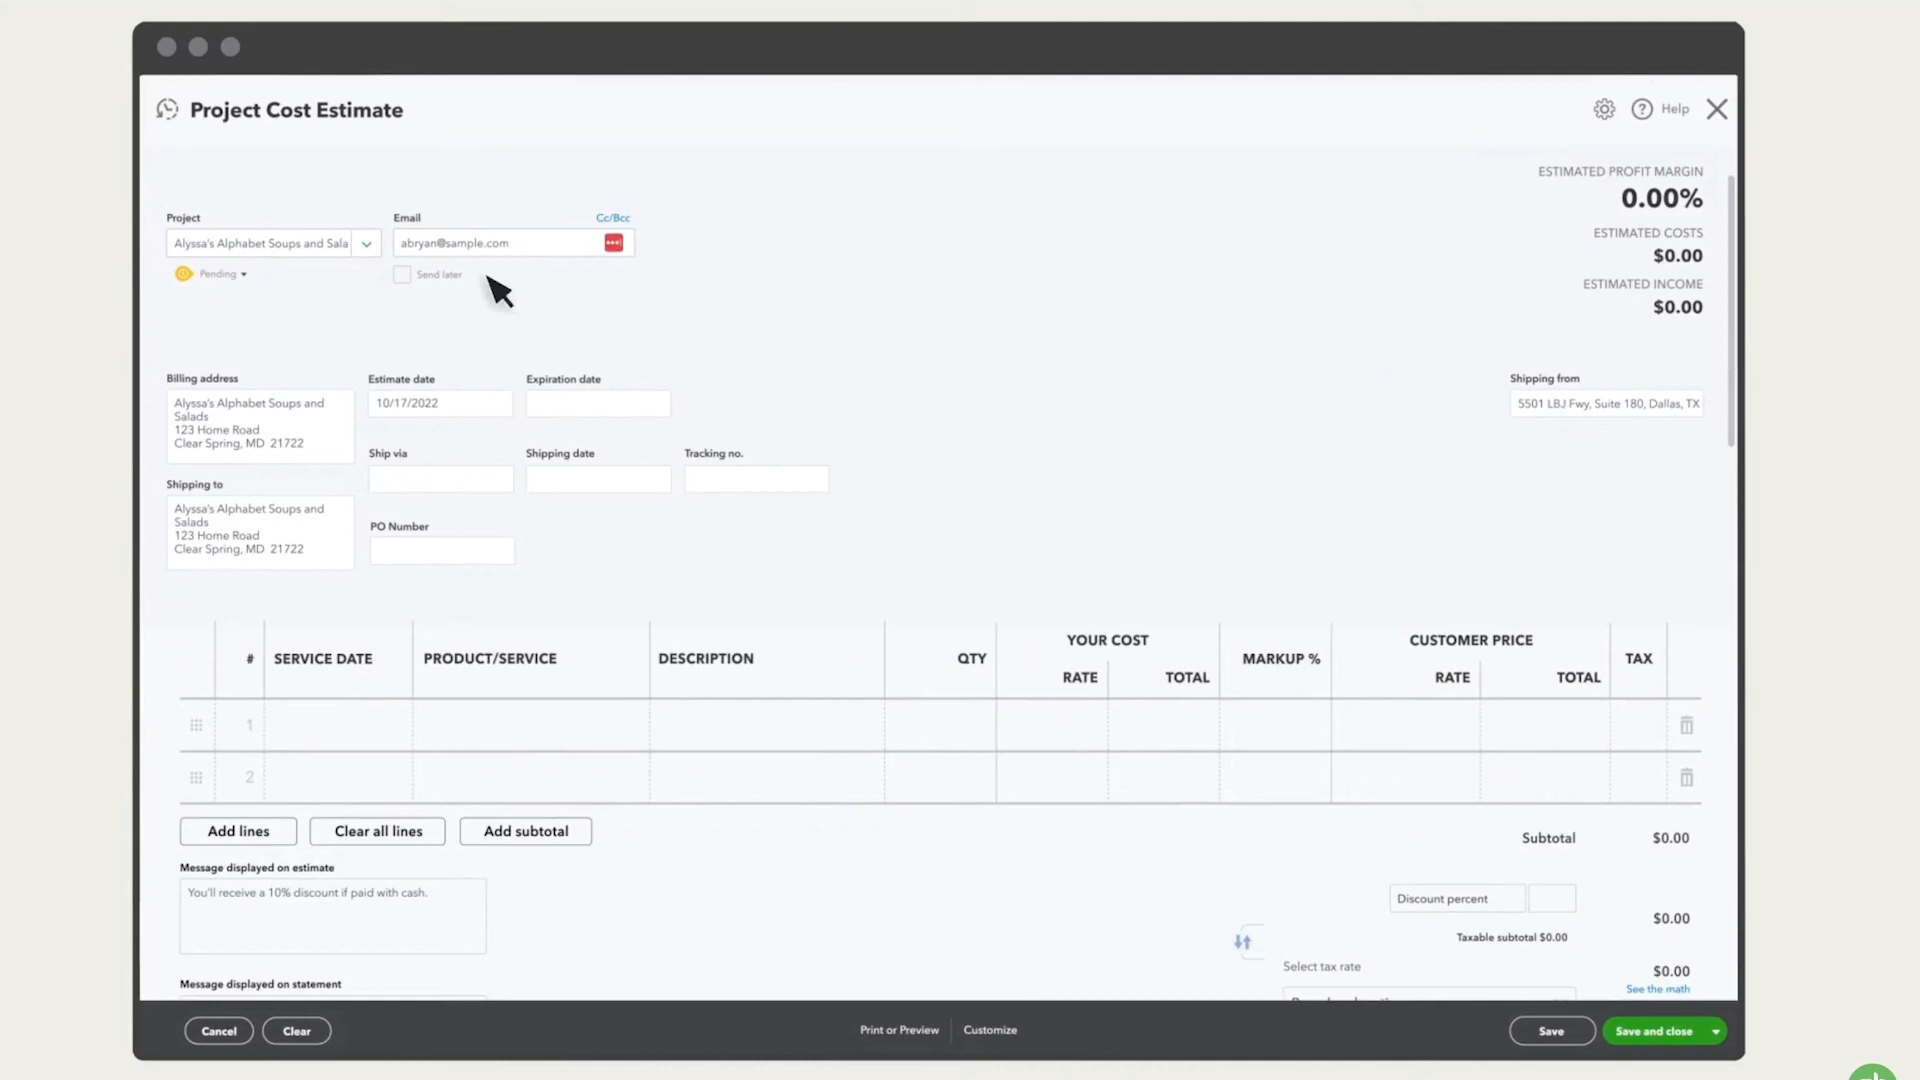 Project Cost Estimate
Help
ESTIMATED PROFIT MARGIN
0.00%
ESTIMATED COSTS
$0.00
ESTIMATED INCOME
$0.00
Project
Email
Cc/Bcc
Alyssa's Alphabet Soups and Sala
abryan@sample.com
Pending
Send later
Billing address
Estimate date
Expiration date
Shipping from
Alyssa's Alphabet Soups and
Salads
123 Home Road
Clear Spring, MD 21722
10/17/2022
5501 LBJ Fwy, Suite 180, Dallas, TX
Ship via
Shipping date
Tracking no.
Shipping to
Alyssa's Alphabet Soups and
Salads
123 Home Road
Clear Spring, MD 21722
PO Number
# SERVICE DATE PRODUCT/SERVICE DESCRIPTION QTY YOUR COST MARKUP % CUSTOMER PRICE TAX
RATE TOTAL RATE TOTAL
1
2
Add lines
Clear all lines
Add subtotal
Subtotal $0.00
Message displayed on estimate
You'll receive a 10% discount if paid with cash.
Discount percent
$0.00
Taxable subtotal $0.00
Select tax rate
$0.00
See the math
Message displayed on statement
Cancel
Clear
Print or Preview
Customize
Save
Save and close